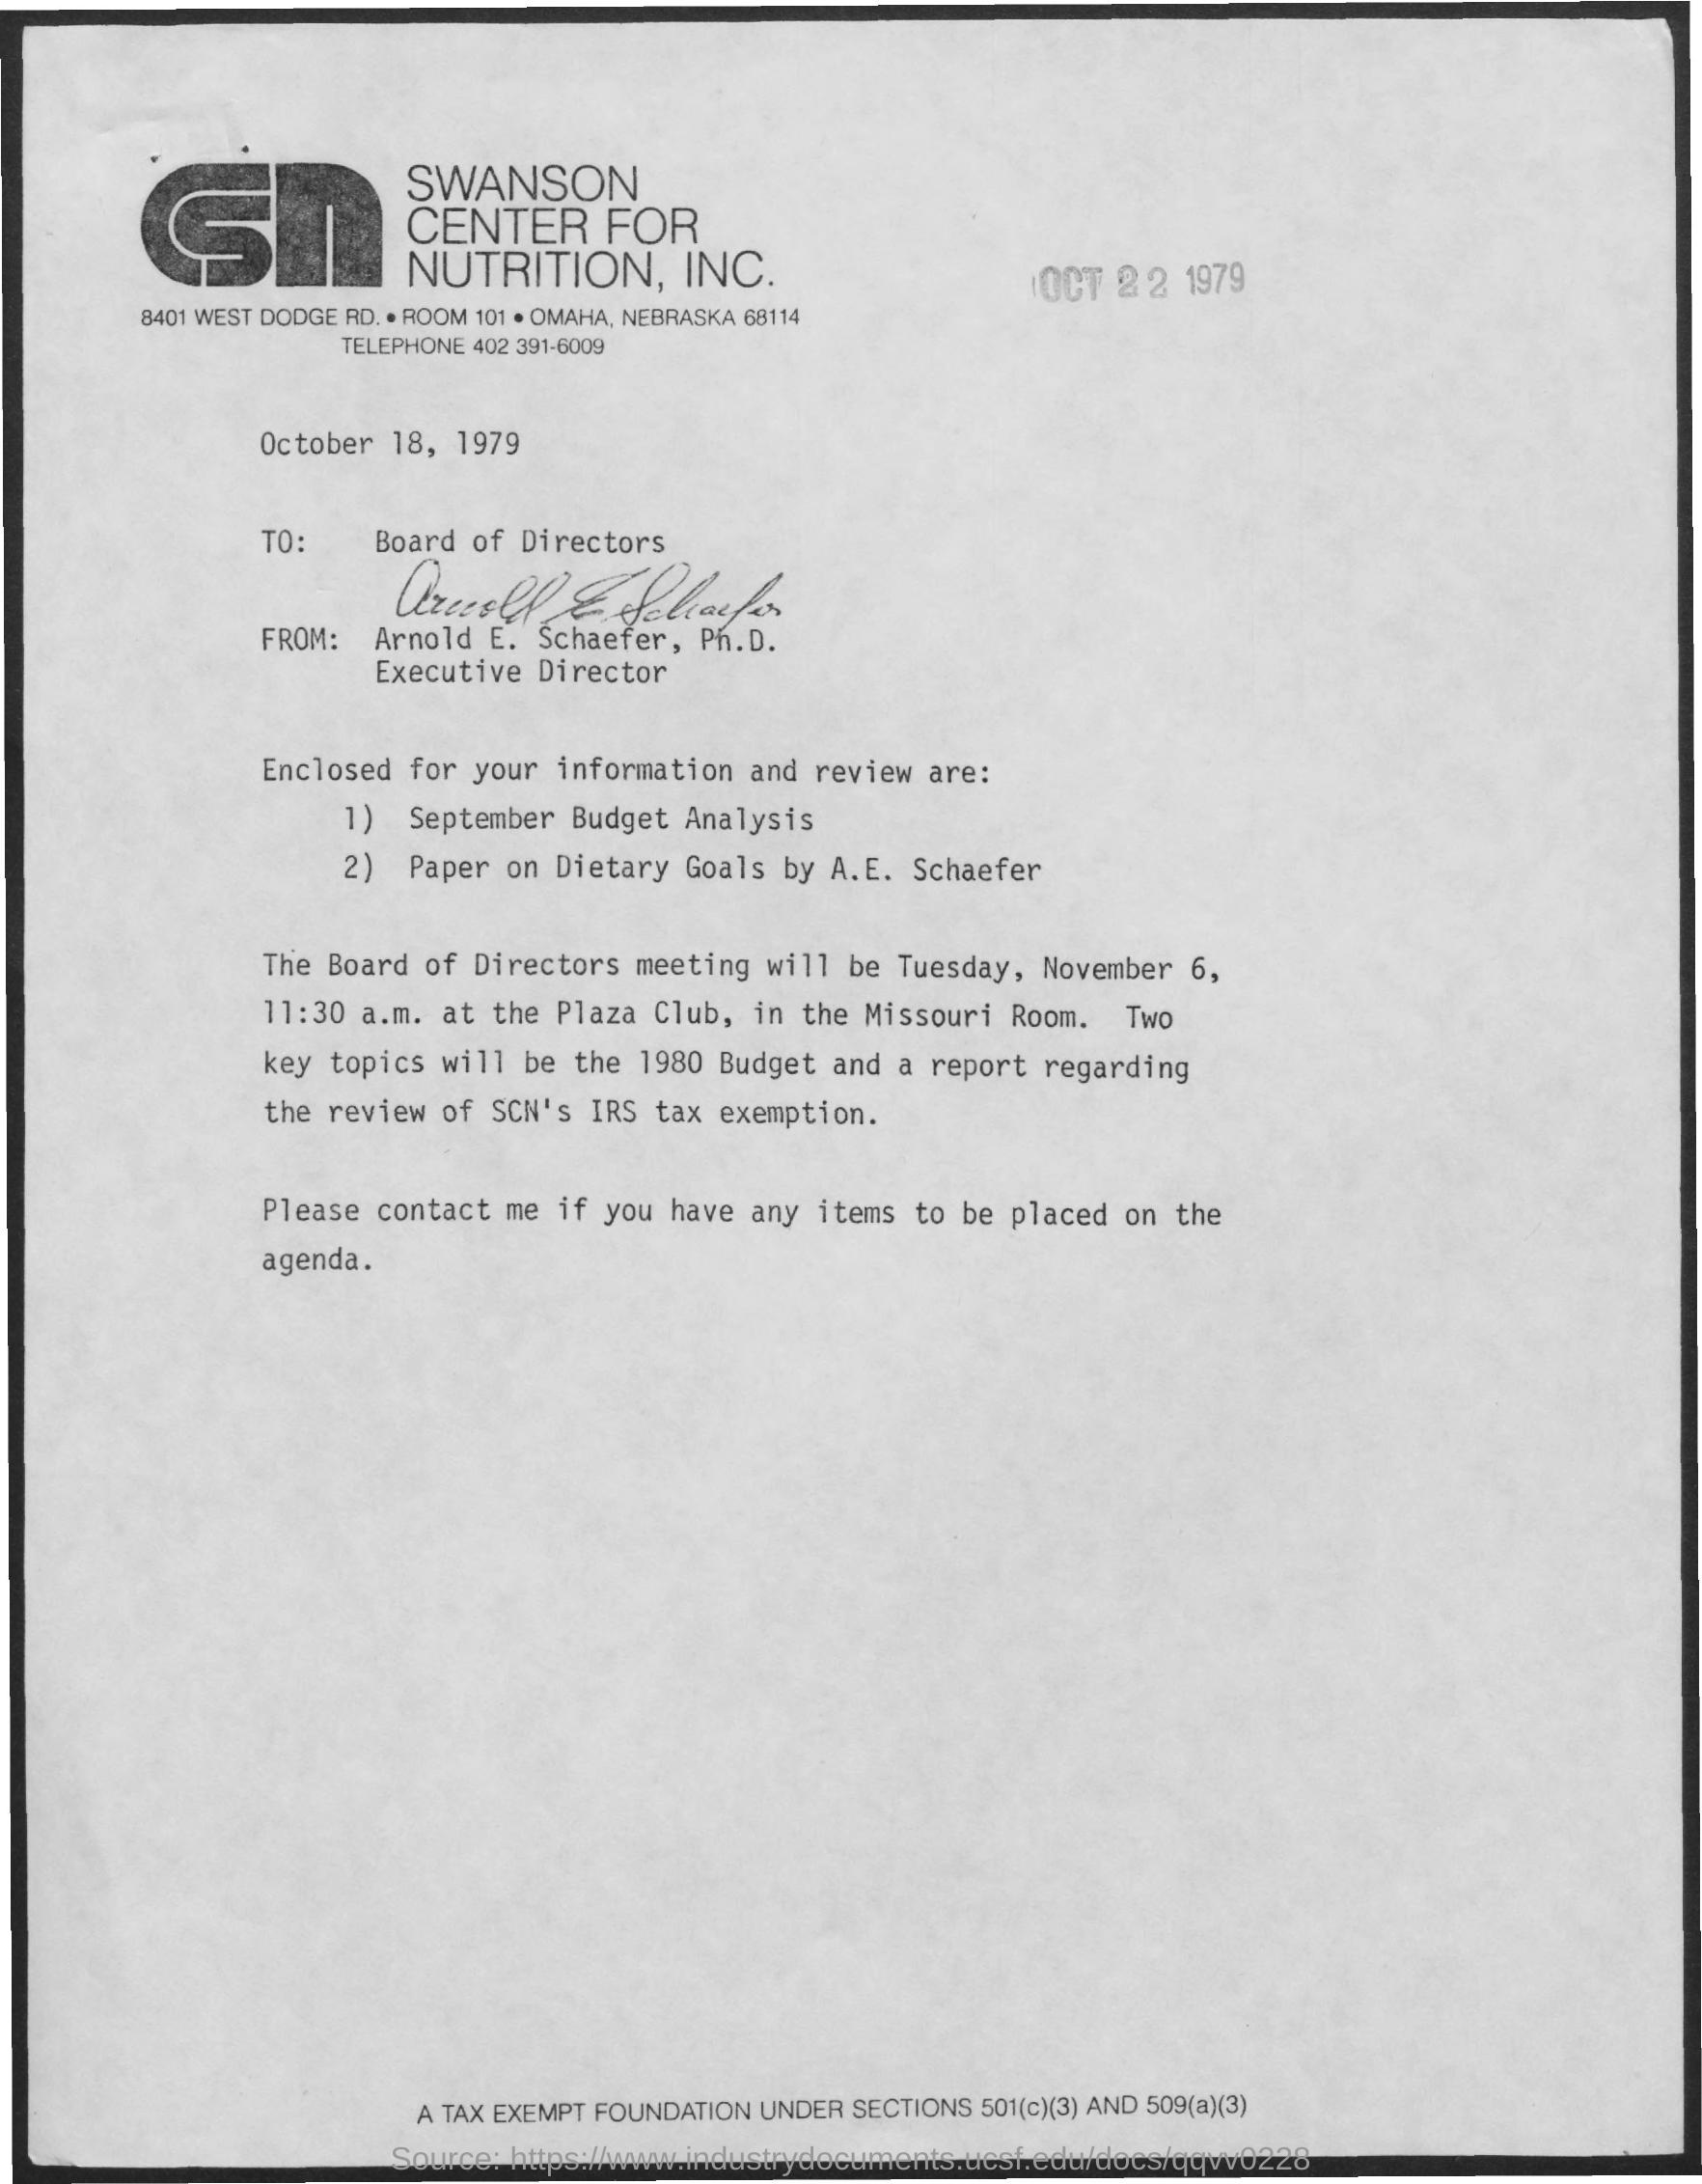 SWANSON
CENTER FOR
NUTRITION, INC.
8401 WEST DODGE RD. • ROOM 101 • OMAHA, NEBRASKA 68114
TELEPHONE 402 391-6009
OCT 22 1979
October 18, 1979
TO: Board of Directors
Arnold E Schaefer
FROM: Arnold E. Schaefer, Ph.D.
Executive Director
Enclosed for your information and review are:
1) September Budget Analysis
2) Paper on Dietary Goals by A.E. Schaefer
The Board of Directors meeting will be Tuesday, November 6,
11:30 a.m. at the Plaza Club, in the Missouri Room. Two
key topics will be the 1980 Budget and a report regarding
the review of SCN's IRS tax exemption.
Please contact me if you have any items to be placed on the
agenda.
A TAX EXEMPT FOUNDATION UNDER SECTIONS 501(c)(3) AND 509(a)(3)
Source: https://www.industrydocuments.ucsf.edu/docs/qqvv0228